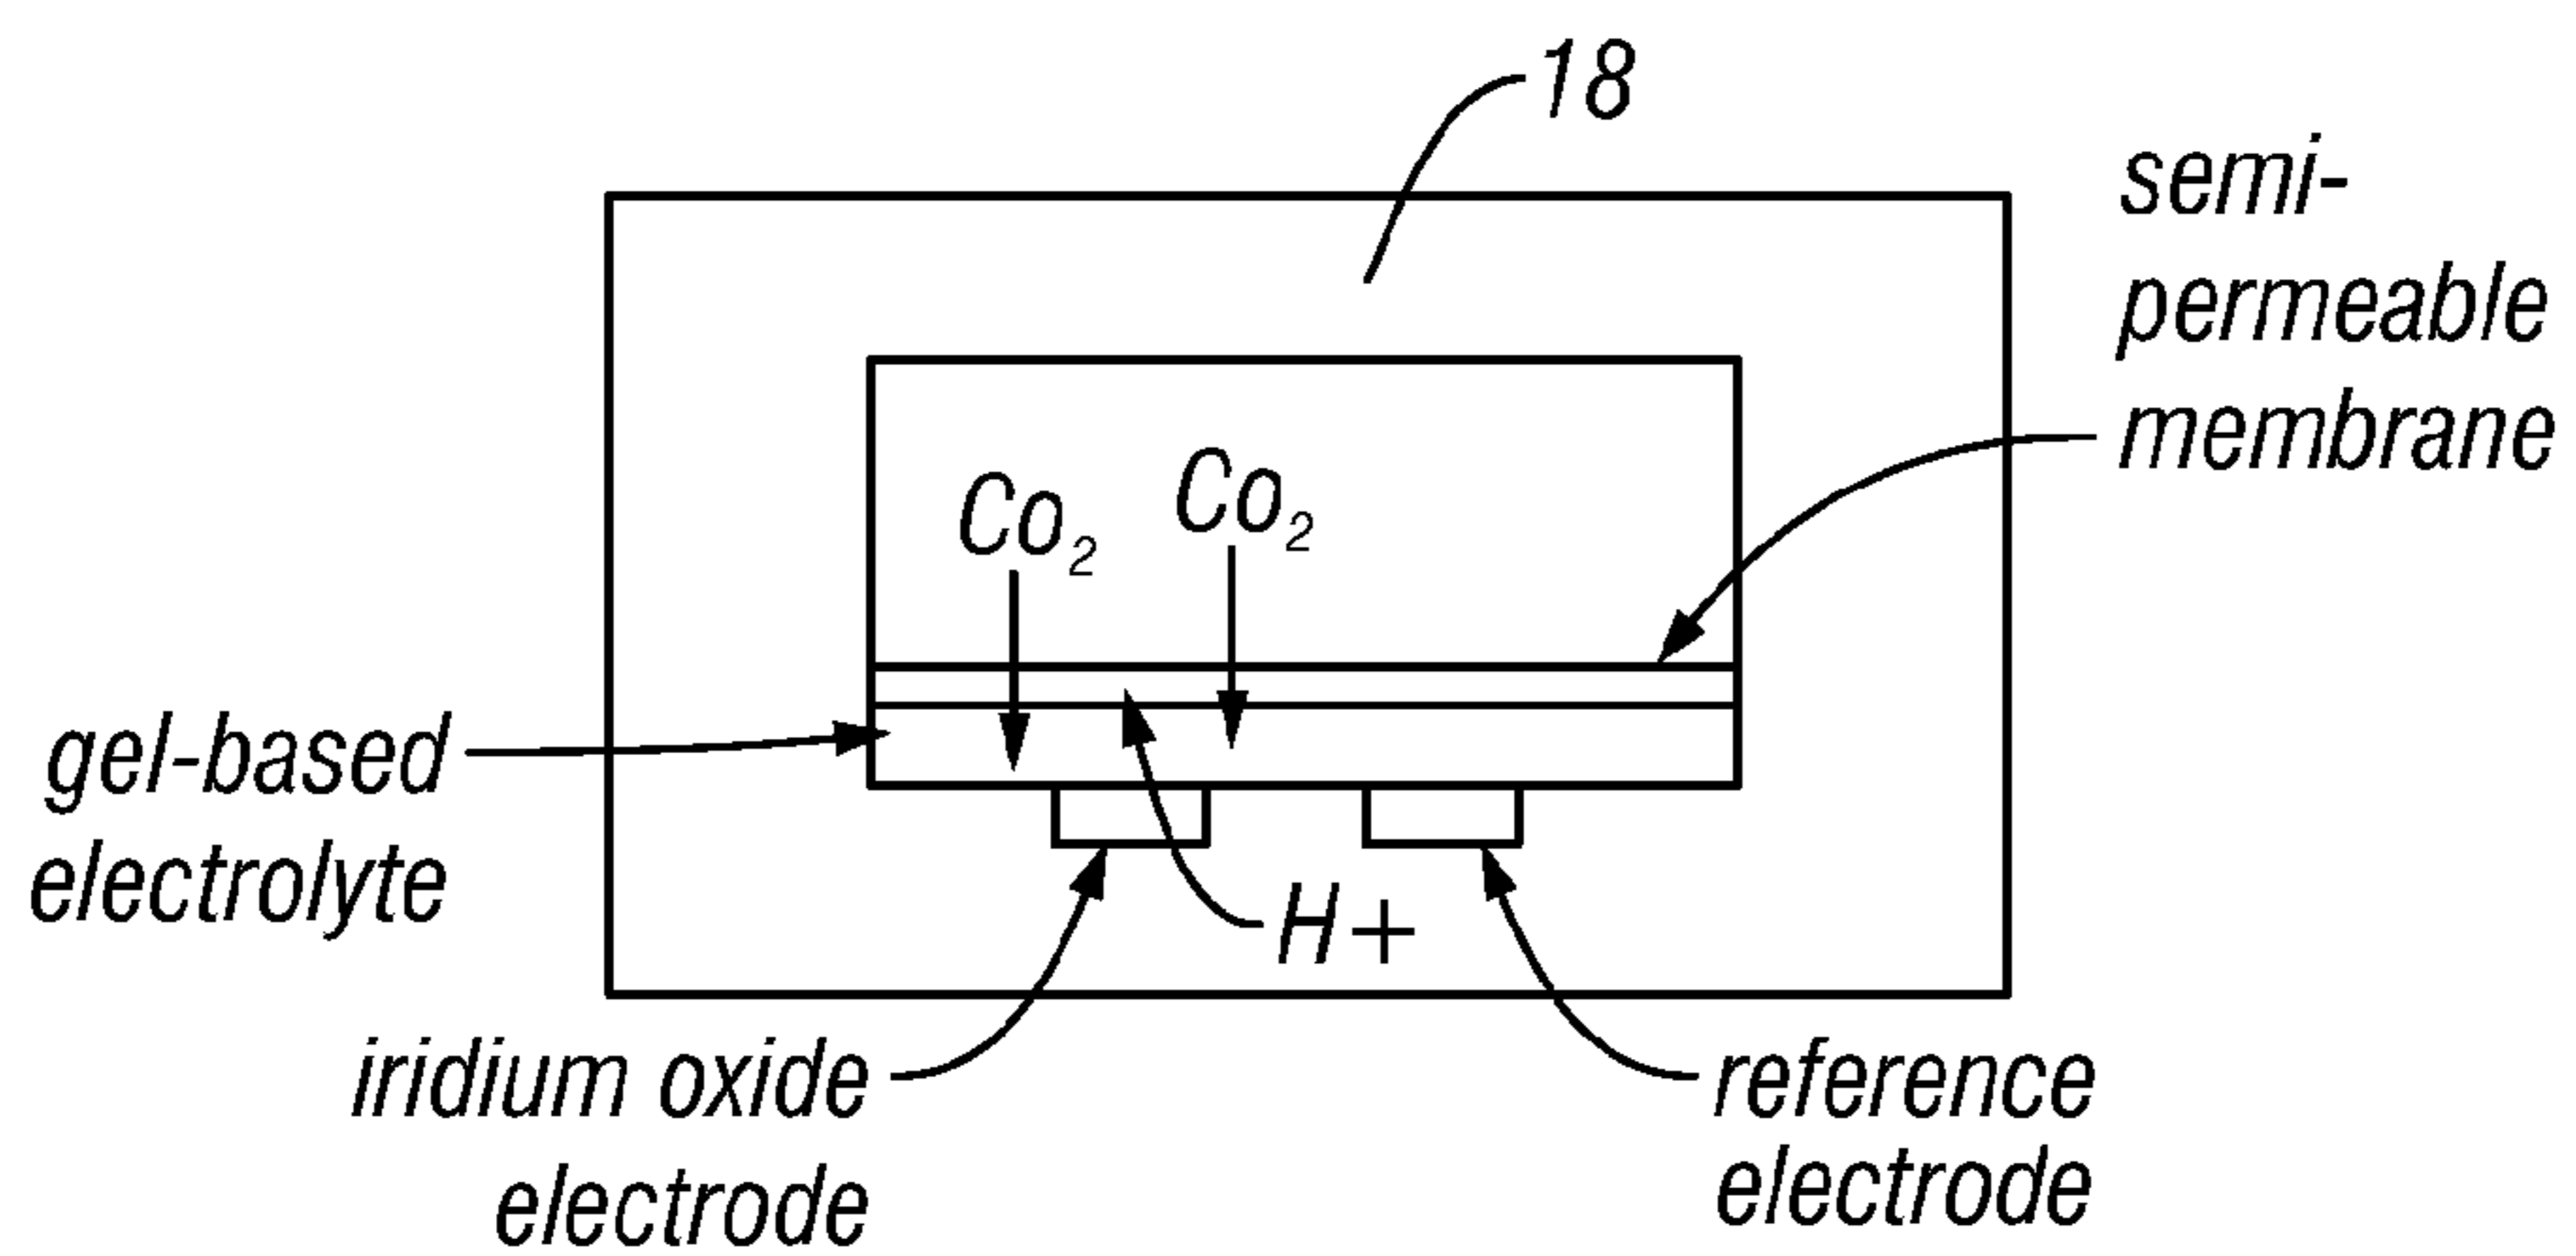 18
semi-
permeable
membrane
Co₂
Co₂
gel-based
electrolyte
H+
iridium oxide
electrode
reference
electrode